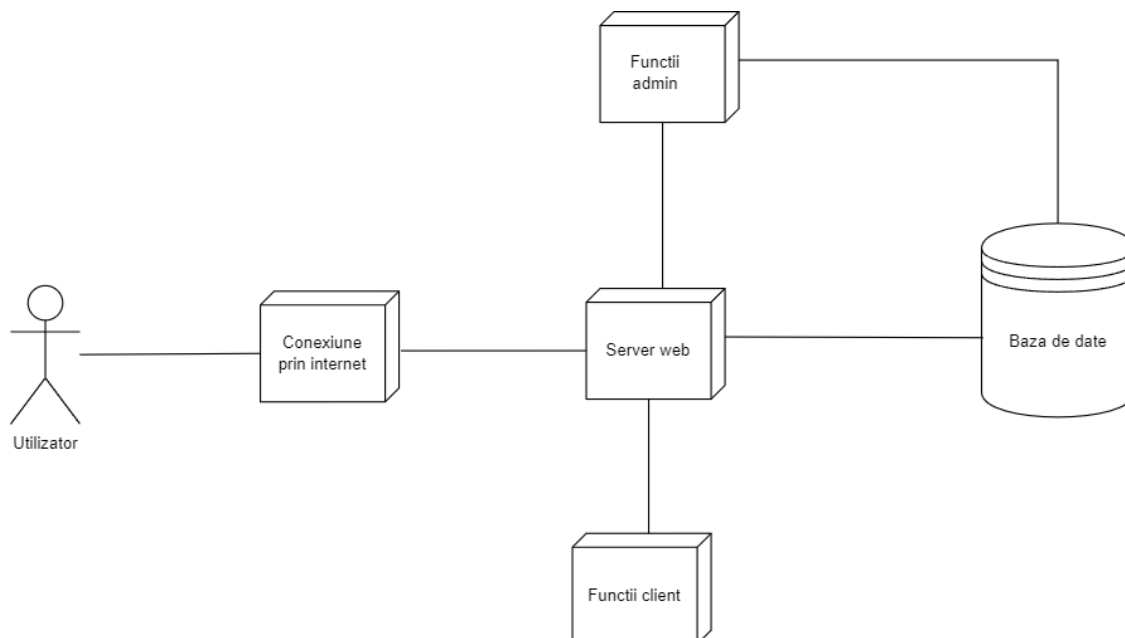 Functii
admin
Conexiune
prin internet
Server web
Baza de date
Utilizator
Functii client